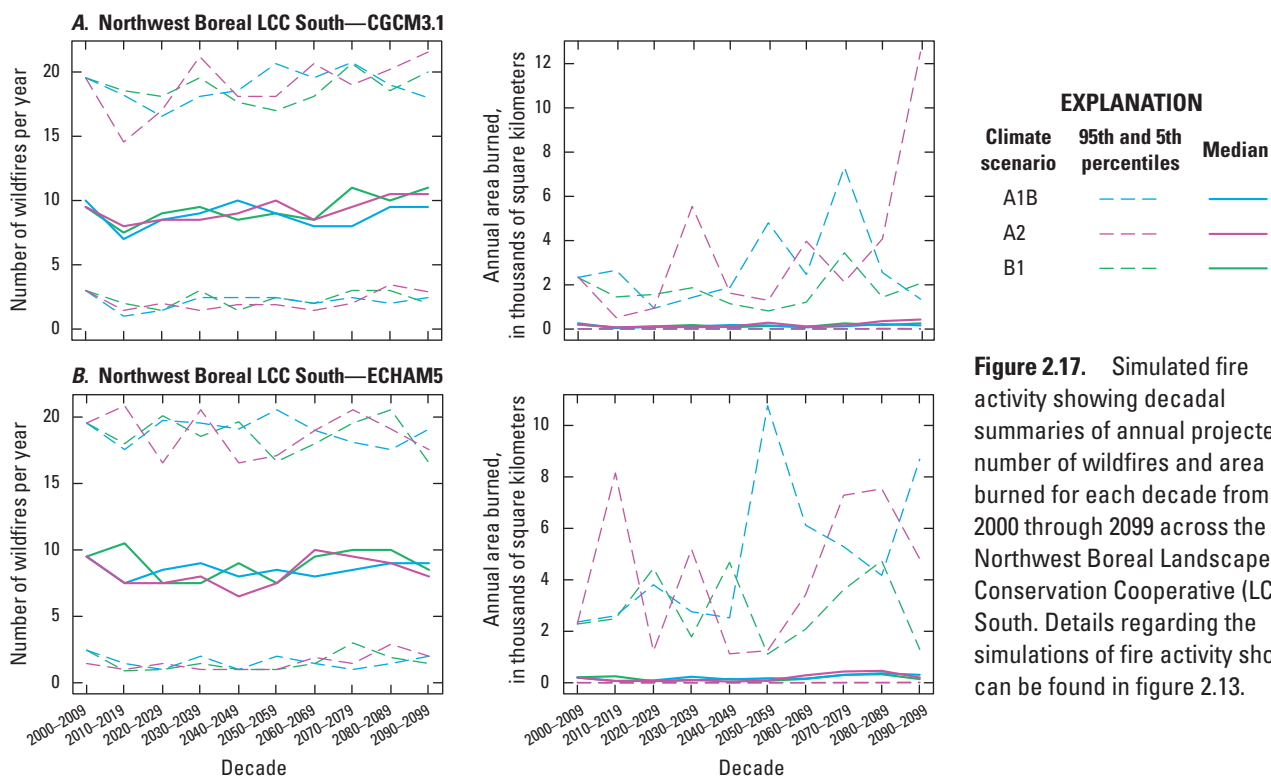 A. Northwest Boreal LCC South—CGCM3.1
Number of wildfires per year
20
15
10
5
0
Annual area burned,
in thousands of square kilometers
12
10
8
6
4
2
0
EXPLANATION
Climate scenario
95th and 5th percentiles
Median
A1B
A2
B1
B. Northwest Boreal LCC South—ECHAM5
Number of wildfires per year
20
15
10
5
0
2000–2009
2010–2019
2020–2029
2030–2039
2040–2049
2050–2059
2060–2069
2070–2079
2080–2089
2090–2099
Decade
Annual area burned,
in thousands of square kilometers
10
8
6
4
2
0
2000–2009
2010–2019
2020–2029
2030–2039
2040–2049
2050–2059
2060–2069
2070–2079
2080–2089
2090–2099
Decade
Figure 2.17. Simulated fire
activity showing decadal
summaries of annual projecte
number of wildfires and area
burned for each decade from
2000 through 2099 across the
Northwest Boreal Landscape
Conservation Cooperative (LC
South. Details regarding the
simulations of fire activity sho
can be found in figure 2.13.